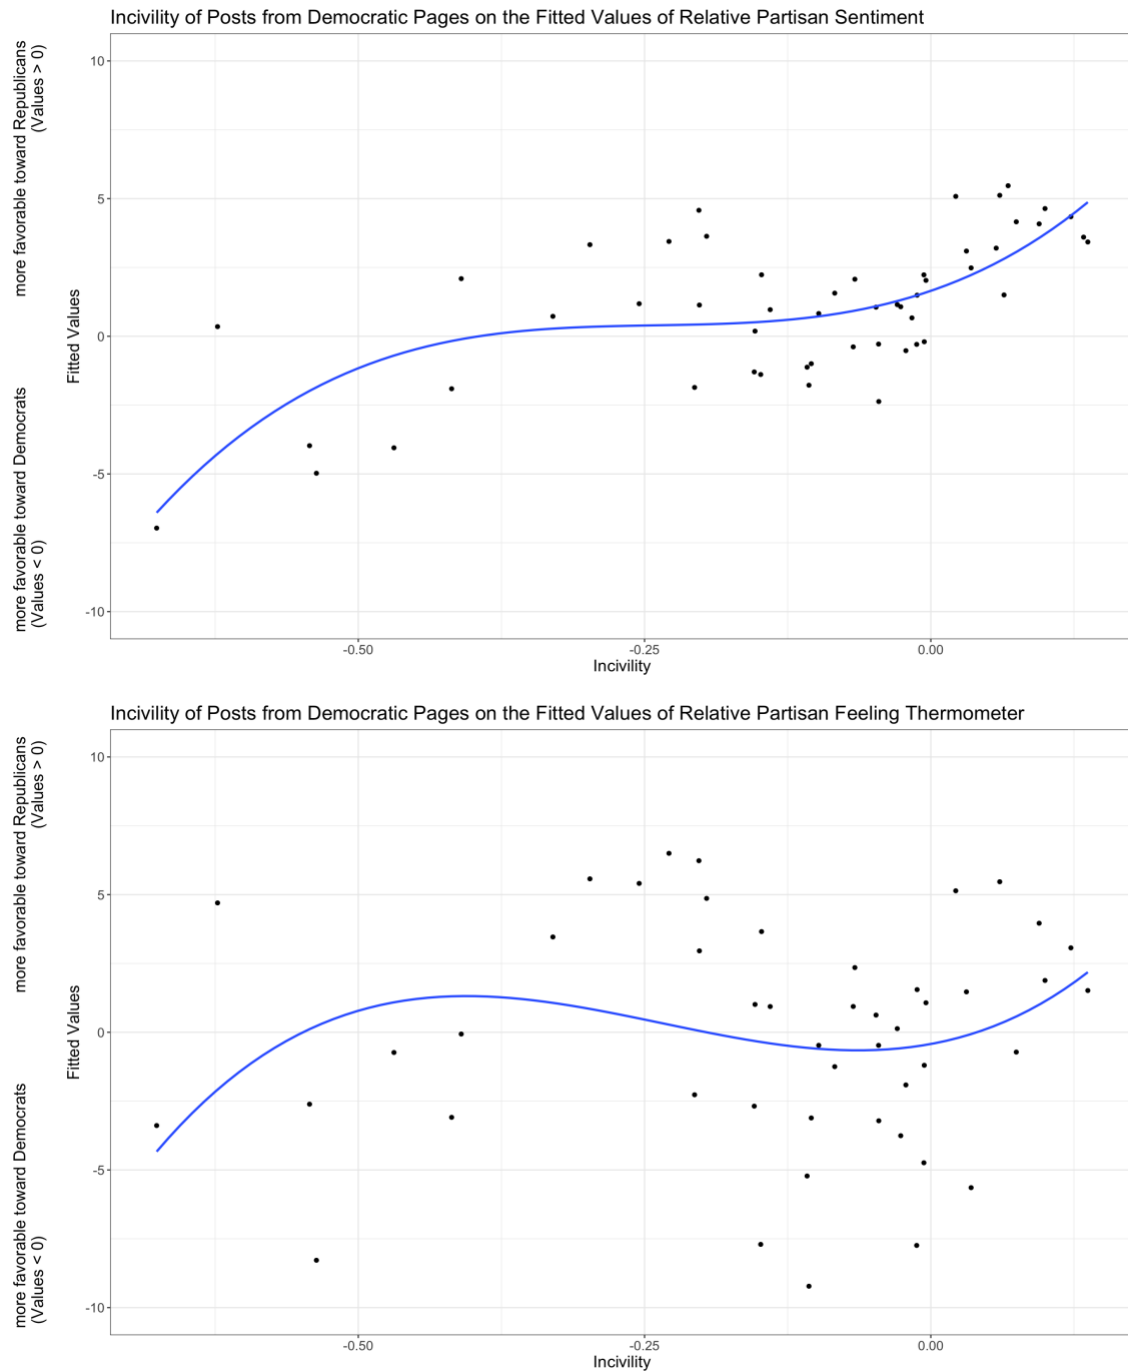 Incivility of Posts from Democratic Pages on the Fitted Values of Relative Partisan Sentiment
more favorable toward Republicans
(Values > 0)
more favorable toward Democrats
(Values < 0)
Fitted Values
10
5
0
-5
-10
-0.50
-0.25
0.00
Incivility
Incivility of Posts from Democratic Pages on the Fitted Values of Relative Partisan Feeling Thermometer
more favorable toward Republicans
(Values > 0)
more favorable toward Democrats
(Values < 0)
Fitted Values
10
5
0
-5
-10
-0.50
-0.25
0.00
Incivility